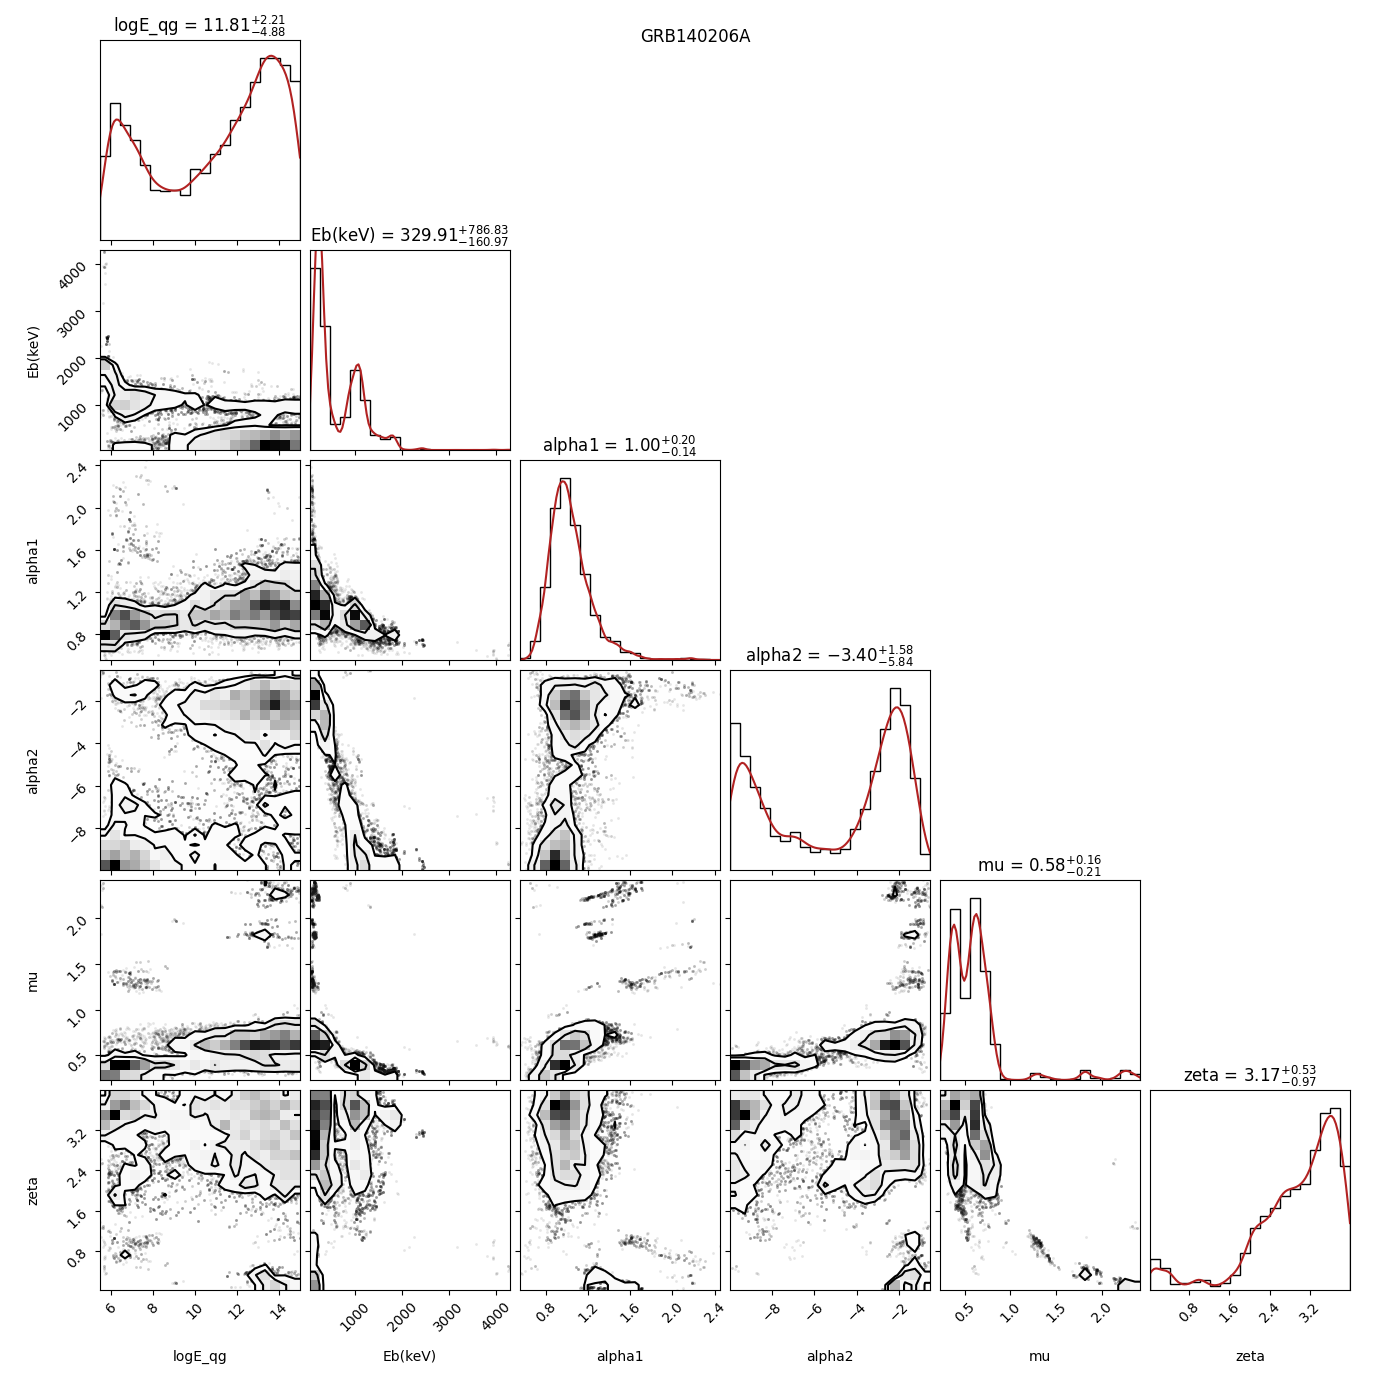 GRB140206A
logE_qg = 11.81+2.21 −4.88
Eb(keV) = 329.91+786.83 −160.97
4000
3000
2000
1000
Eb(keV)
alpha1 = 1.00+0.20 −0.14
2.4
2.0
1.6
1.2
0.8
alpha1
alpha2 = −3.40+1.58 −5.84
−2
−4
−6
−8
alpha2
mu = 0.58+0.16 −0.21
2.0
1.5
1.0
0.5
mu
zeta = 3.17+0.53 −0.97
3.2
2.4
1.6
0.8
zeta
6 8 10 12 14
1000 2000 3000 4000
0.8 1.2 1.6 2.0 2.4
−8 −6 −4 −2
0.5 1.0 1.5 2.0
0.8 1.6 2.4 3.2
logE_qg Eb(keV) alpha1 alpha2 mu zeta